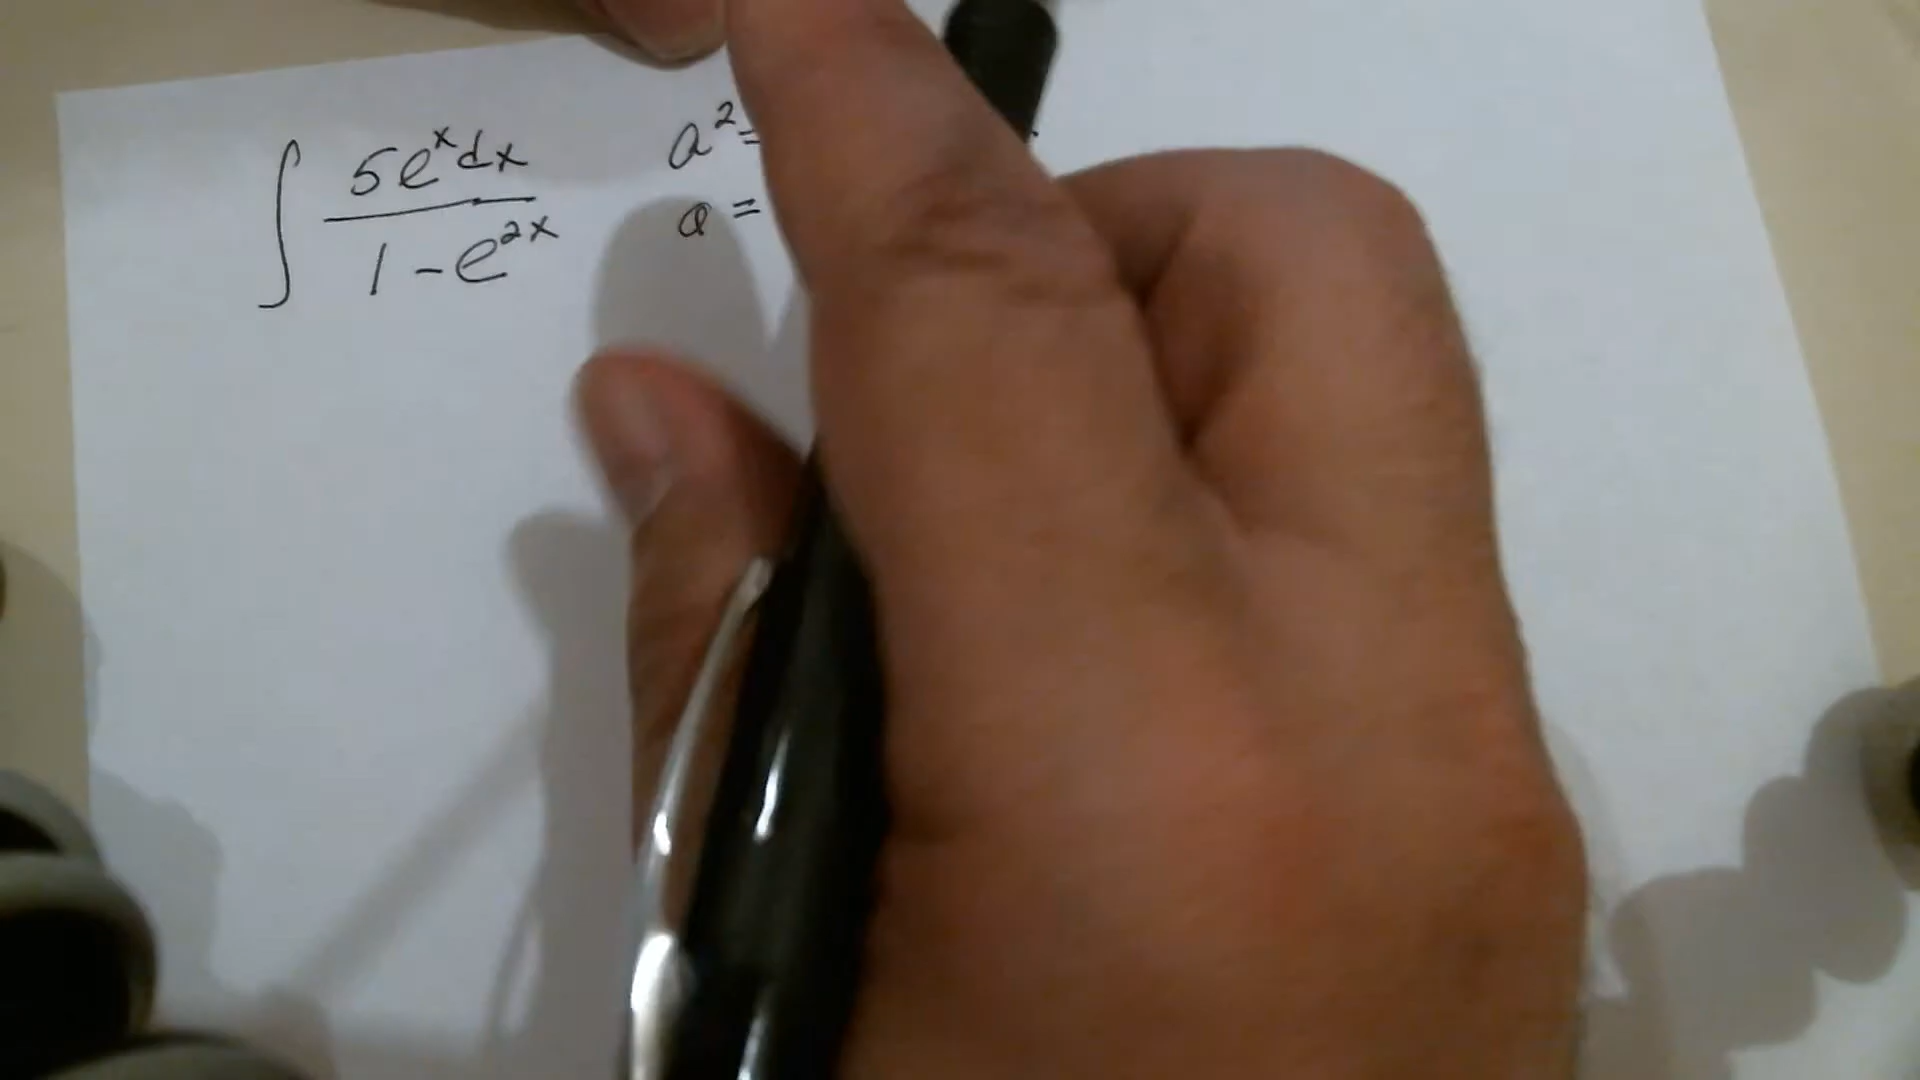 ∫ 5e^x dx / 1 - e^2x
a² =
a =